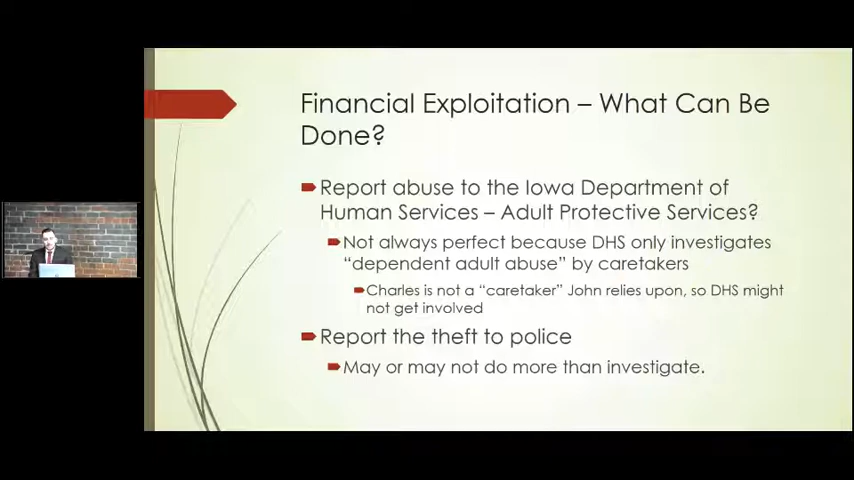 Financial Exploitation – What Can Be
Done?
Report abuse to the Iowa Department of
Human Services – Adult Protective Services?
Not always perfect because DHS only investigates
“dependent adult abuse” by caretakers
Charles is not a “caretaker” John relies upon, so DHS might
not get involved
Report the theft to police
May or may not do more than investigate.